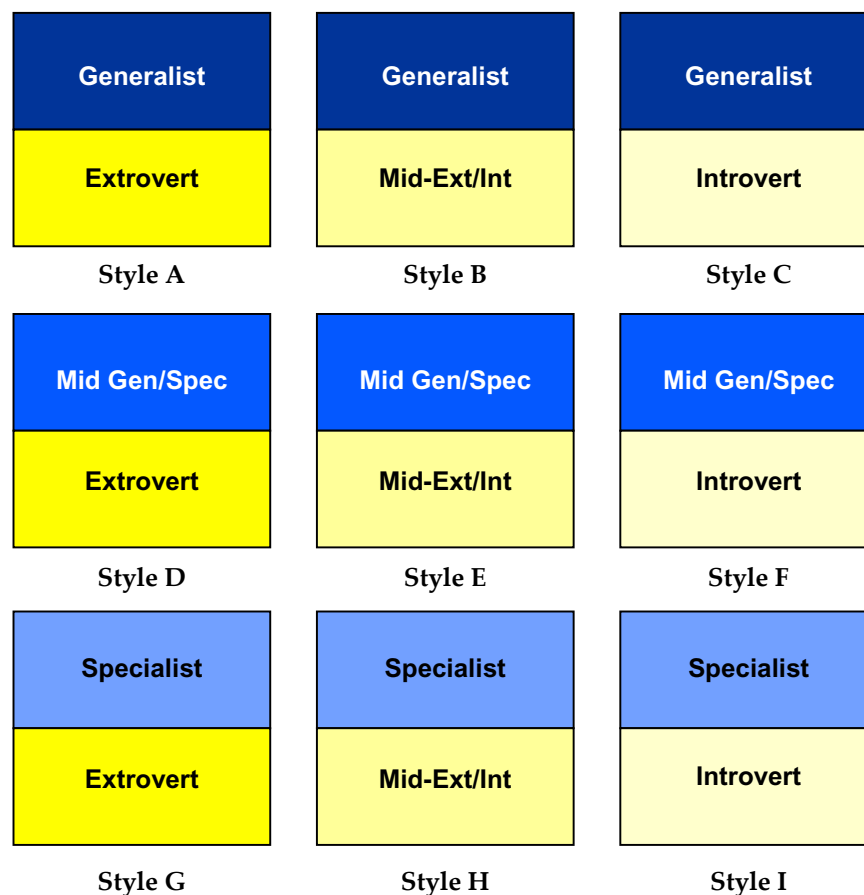 Generalist Generalist Generalist
Extrovert Mid-Ext/Int Introvert
Style A Style B Style C
Mid Gen/Spec Mid Gen/Spec Mid Gen/Spec
Extrovert Mid-Ext/Int Introvert
Style D Style E Style F
Specialist Specialist Specialist
Extrovert Mid-Ext/Int Introvert
Style G Style H Style I